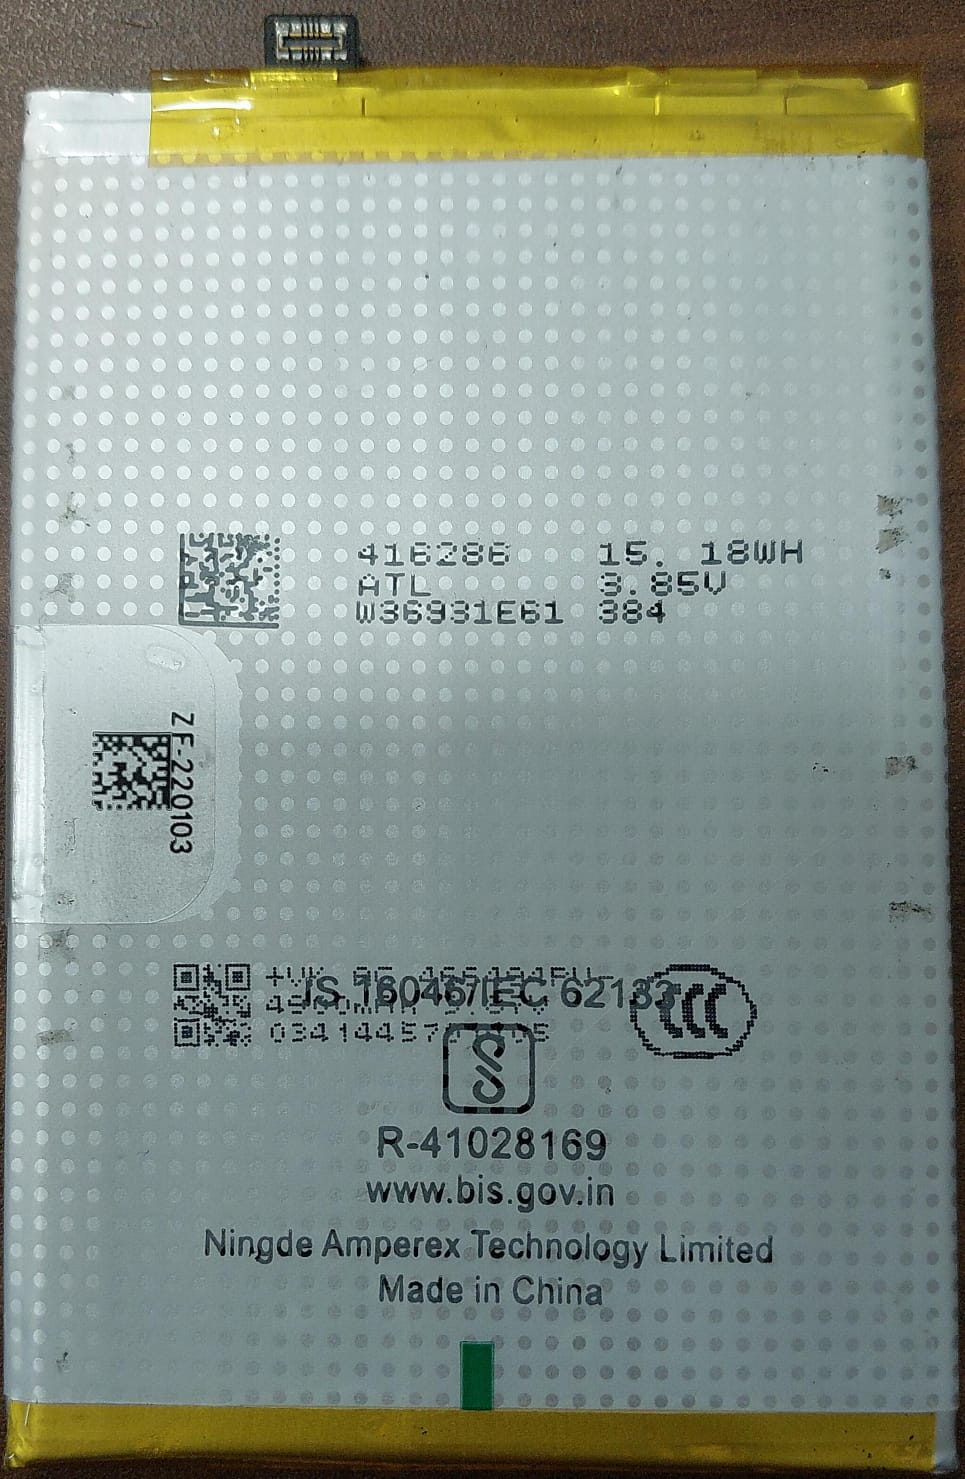 416286 15. 18WH
ATL 3.85V
W36931E61 384
ZF-220103
IS 16046/IEC 62133
CCC
R-41028169
www.bis.gov.in
Ningde Amperex Technology Limited
Made in China